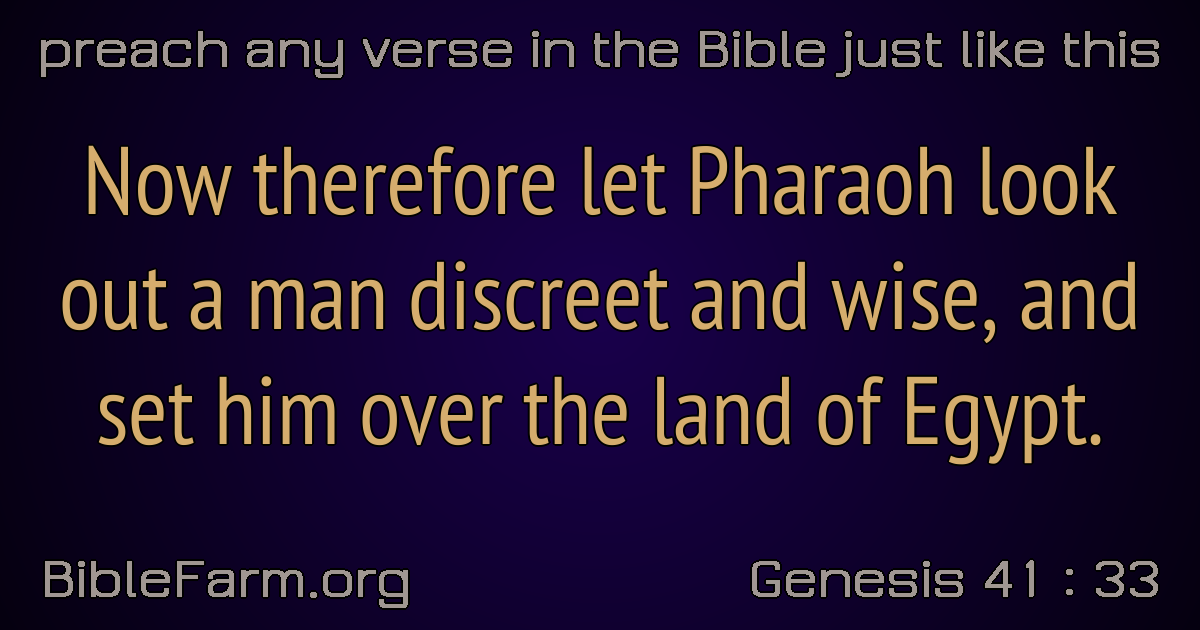 preach any verse in the Bible just like this
Now therefore let Pharaoh look
out a man discreet and wise, and
set him over the land of Egypt.
BibleFarm.org
Genesis 41 : 33